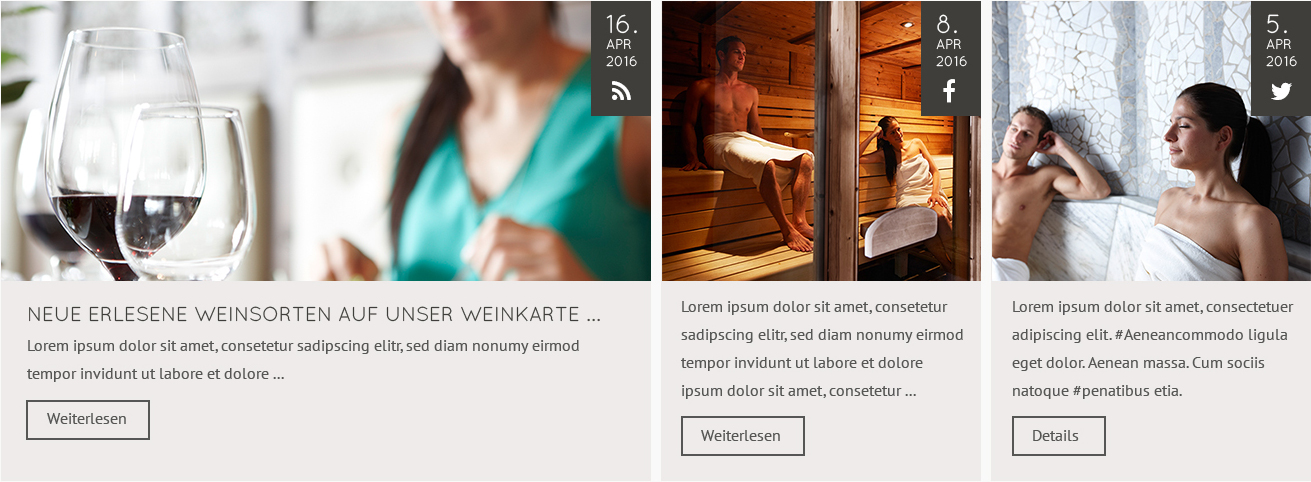 16.
APR
2016
NEUE ERLESENE WEINSORTEN AUF UNSER WEINKARTE ...
Lorem ipsum dolor sit amet, consetetur sadipscing elitr, sed diam nonumy eirmod
tempor invidunt ut labore et dolore ...
Weiterlesen
8.
APR
2016
Lorem ipsum dolor sit amet, consetetur
sadipscing elitr, sed diam nonumy eirmod
tempor invidunt ut labore et dolore
ipsum dolor sit amet, consetetur ...
Weiterlesen
5.
APR
2016
Lorem ipsum dolor sit amet, consectetuer
adipiscing elit. #Aeneancommodo ligula
eget dolor. Aenean massa. Cum sociis
natoque #penatibus etia.
Details